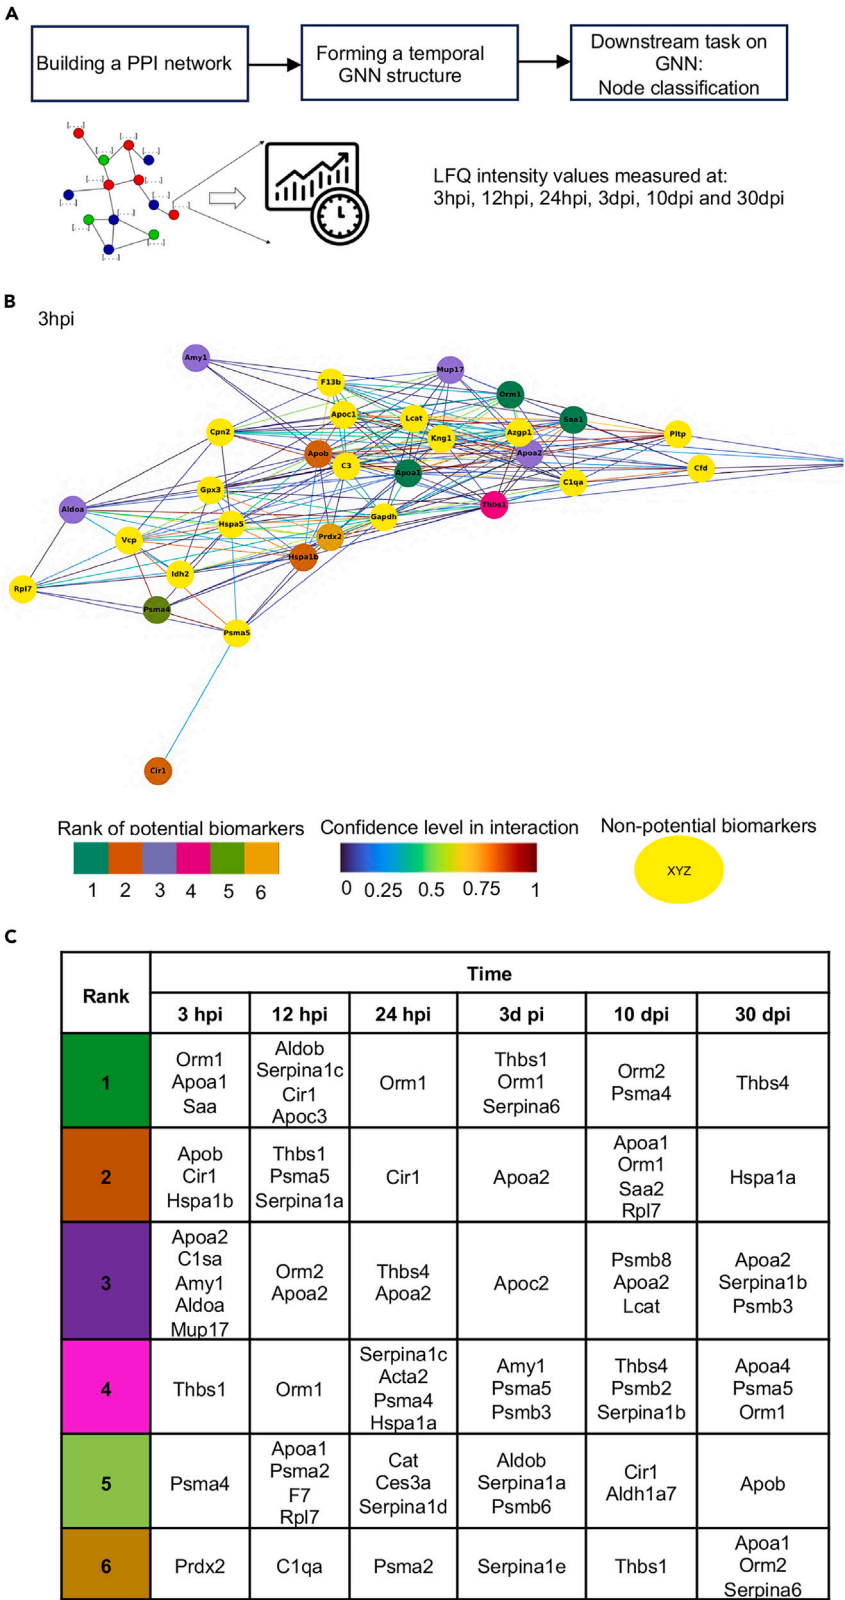 A
Building a PPI network
Forming a temporal
GNN structure
Downstream task on
GNN:
Node classification
[....]
[....]
[....]
[....]
[....]
[....]
[....]
[....]
[....]
[....]
[....]
[....]
LFQ intensity values measured at:
3hpi, 12hpi, 24hpi, 3dpi, 10dpi and 30dpi
B
3hpi
Amy1
Mup17
F13b
Orm1
Apoc1
Lcat
Saa1
Cpn2
Kng1
Azgp1
Pltp
Apob
Apoa2
C3
Apoa1
Cfd
C1qa
Gpx3
Aldoa
Thbs1
Gapdh
Hspa5
Vcp
Prdx2
Hspa1b
Idh2
Rpl7
Psma4
Psma5
Cir1
Rank of potential biomarkers
1 2 3 4 5 6
Confidence level in interaction
0 0.25 0.5 0.75 1
Non-potential biomarkers
XYZ
C
Rank
Time
3 hpi
12 hpi
24 hpi
3d pi
10 dpi
30 dpi
1
Orm1
Apoa1
Saa
Aldob
Serpina1c
Cir1
Apoc3
Orm1
Thbs1
Orm1
Serpina6
Orm2
Psma4
Thbs4
2
Apob
Cir1
Hspa1b
Thbs1
Psma5
Serpina1a
Cir1
Apoa2
Apoa1
Orm1
Saa2
Rpl7
Hspa1a
3
Apoa2
C1sa
Amy1
Aldoa
Mup17
Orm2
Apoa2
Thbs4
Apoa2
Apoc2
Psmb8
Apoa2
Lcat
Apoa2
Serpina1b
Psmb3
4
Thbs1
Orm1
Serpina1c
Acta2
Psma4
Hspa1a
Amy1
Psma5
Psmb3
Thbs4
Psmb2
Serpina1b
Apoa4
Psma5
Orm1
5
Psma4
Apoa1
Psma2
F7
Rpl7
Cat
Ces3a
Serpina1d
Aldob
Serpina1a
Psmb6
Cir1
Aldh1a7
Apob
6
Prdx2
C1qa
Psma2
Serpina1e
Thbs1
Apoa1
Orm2
Serpina6